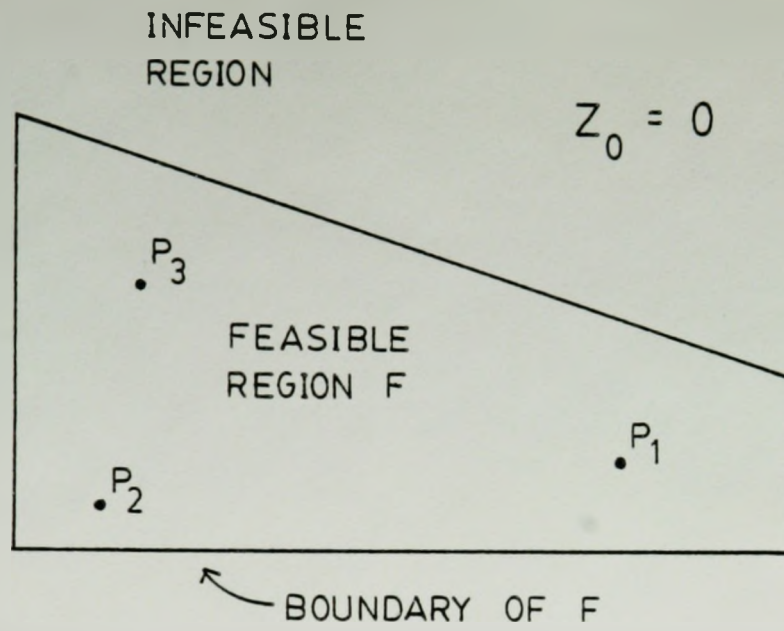 INFEASIBLE
REGION
Z₀ = 0
P₃
FEASIBLE
REGION F
P₁
P₂
BOUNDARY OF F